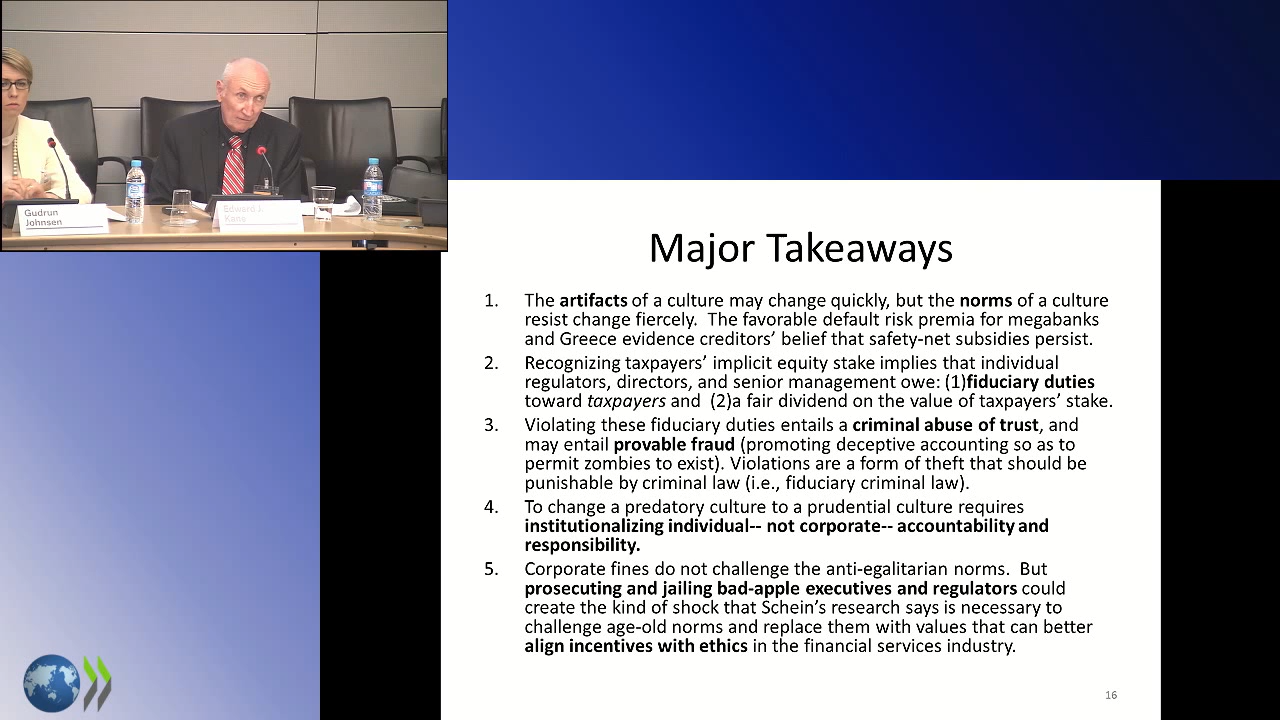 Gudrun
Johnsen
Edward J.
Kane
Major Takeaways
1. The artifacts of a culture may change quickly, but the norms of a culture
resist change fiercely. The favorable default risk premia for megabanks
and Greece evidence creditors’ belief that safety-net subsidies persist.
2. Recognizing taxpayers’ implicit equity stake implies that individual
regulators, directors, and senior management owe: (1)fiduciary duties
toward taxpayers and (2)a fair dividend on the value of taxpayers’ stake.
3. Violating these fiduciary duties entails a criminal abuse of trust, and
may entail provable fraud (promoting deceptive accounting so as to
permit zombies to exist). Violations are a form of theft that should be
punishable by criminal law (i.e., fiduciary criminal law).
4. To change a predatory culture to a prudential culture requires
institutionalizing individual-- not corporate-- accountability and
responsibility.
5. Corporate fines do not challenge the anti-egalitarian norms. But
prosecuting and jailing bad-apple executives and regulators could
create the kind of shock that Schein’s research says is necessary to
challenge age-old norms and replace them with values that can better
align incentives with ethics in the financial services industry.
16